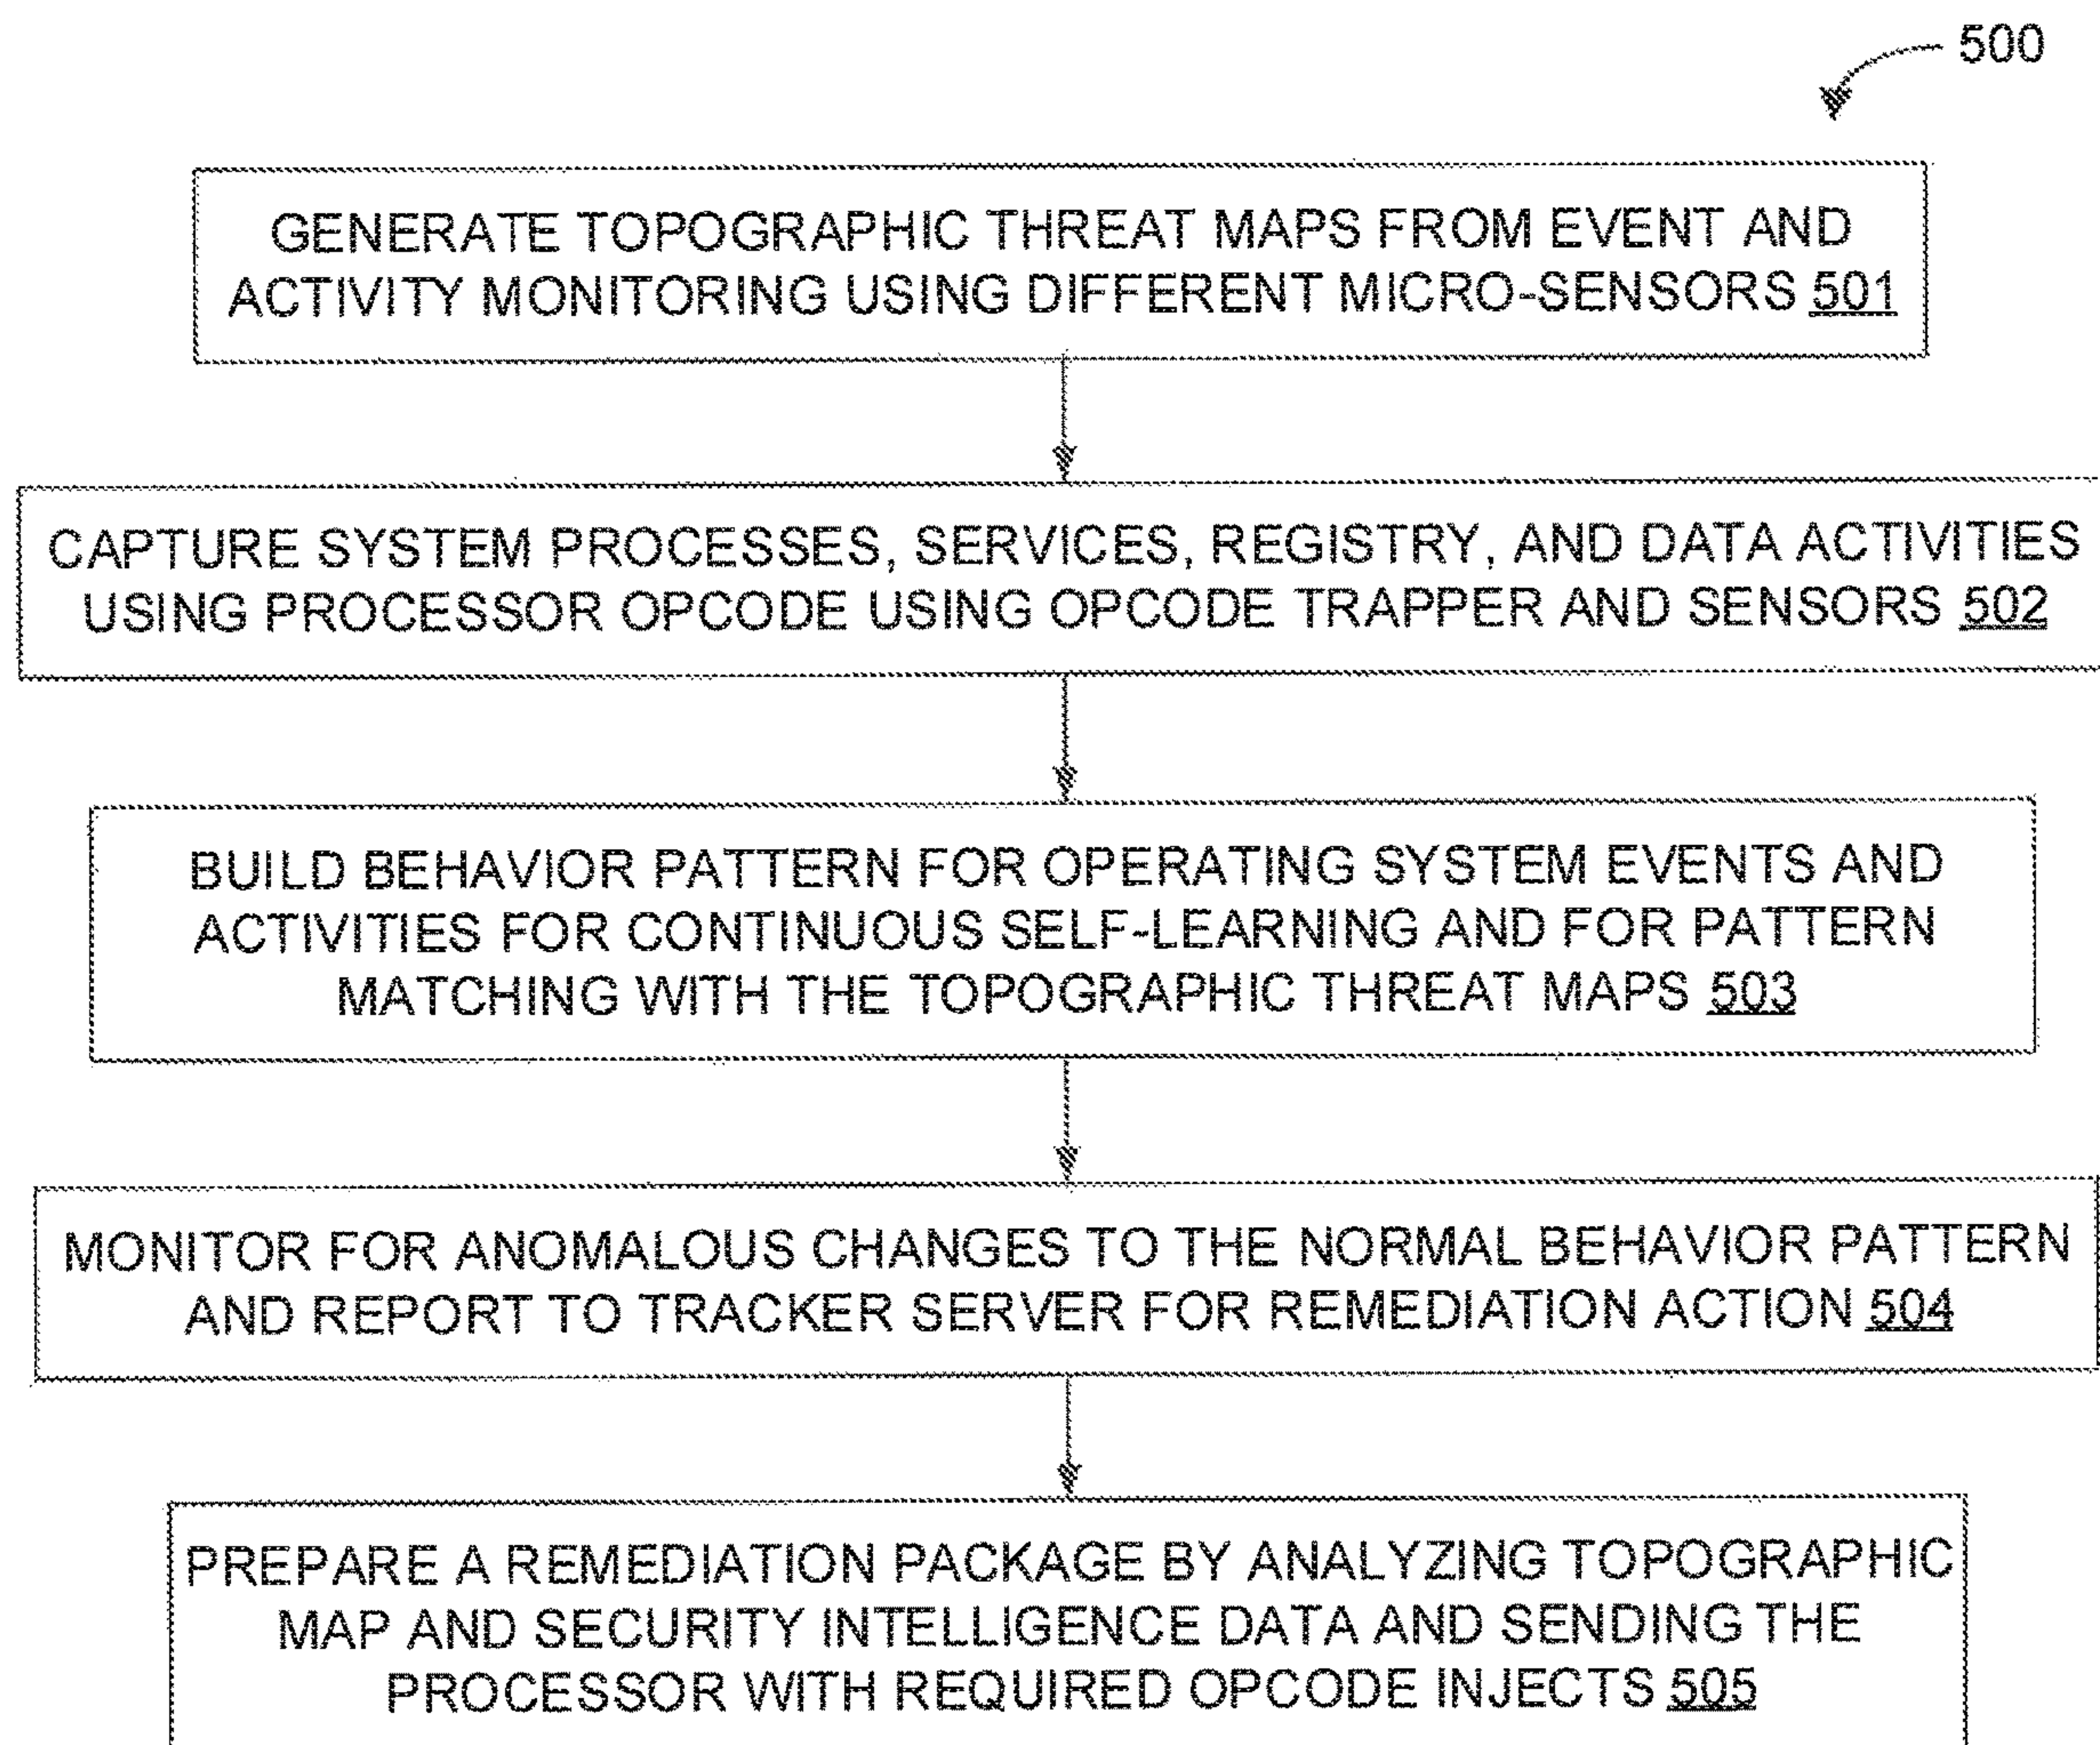 500
GENERATE TOPOGRAPHIC THREAT MAPS FROM EVENT AND
ACTIVITY MONITORING USING DIFFERENT MICRO-SENSORS 501
CAPTURE SYSTEM PROCESSES, SERVICES, REGISTRY, AND DATA ACTIVITIES
USING PROCESSOR OPCODE USING OPCODE TRAPPER AND SENSORS 502
BUILD BEHAVIOR PATTERN FOR OPERATING SYSTEM EVENTS AND
ACTIVITIES FOR CONTINUOUS SELF-LEARNING AND FOR PATTERN
MATCHING WITH THE TOPOGRAPHIC THREAT MAPS 503
MONITOR FOR ANOMALOUS CHANGES TO THE NORMAL BEHAVIOR PATTERN
AND REPORT TO TRACKER SERVER FOR REMEDIATION ACTION 504
PREPARE A REMEDIATION PACKAGE BY ANALYZING TOPOGRAPHIC
MAP AND SECURITY INTELLIGENCE DATA AND SENDING THE
PROCESSOR WITH REQUIRED OPCODE INJECTS 505